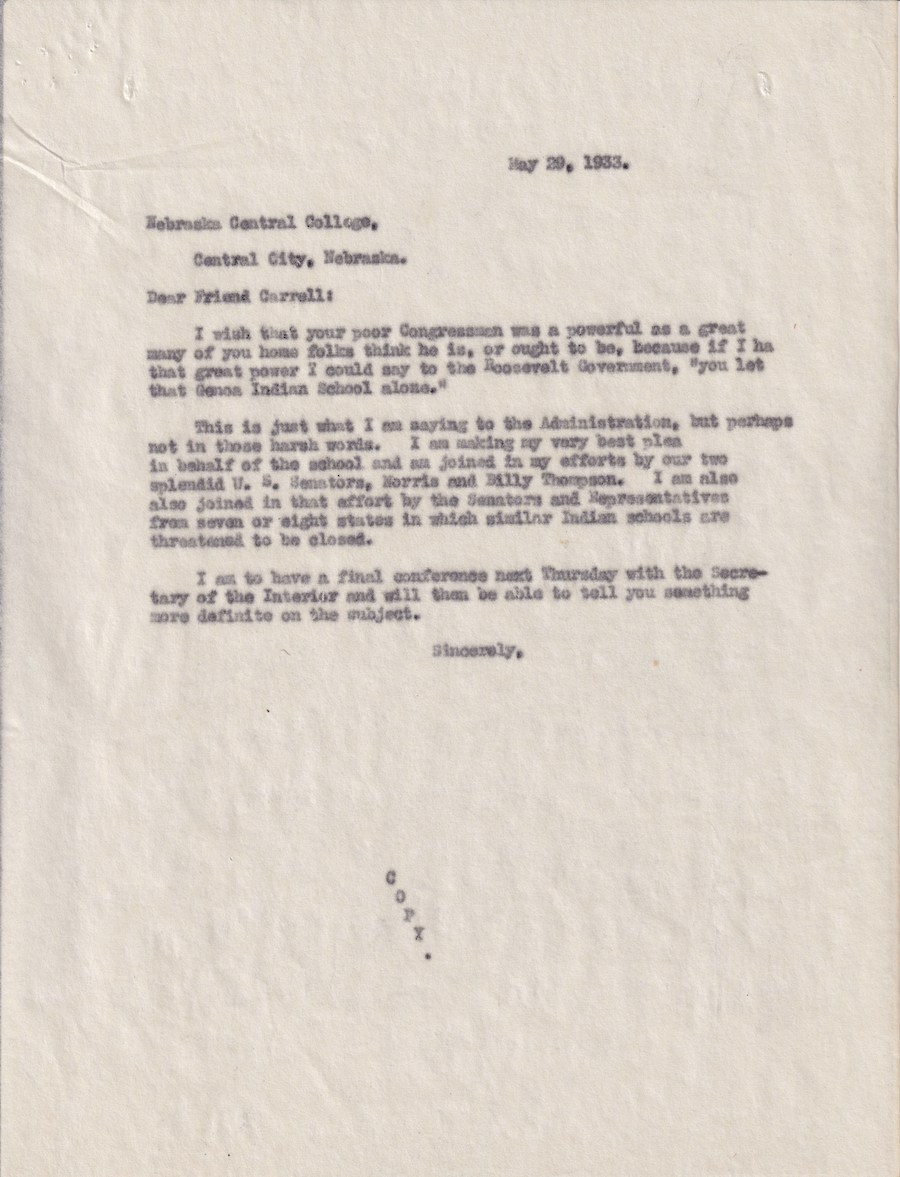 May 29, 1933.
Nebraska Central College,
Central City, Nebraska.
Dear Friend Carrell:
I wish that your poor Congressman was a powerful as a great
many of you home folks think he is, or ought to be, because if I ha
that great power I could say to the Roosevelt Government, "you let
that Genoa Indian School alone."
This is just what I am saying to the Administration, but perhaps
not in those harsh words. I am making my very best plea
in behalf of the school and am joined in my efforts by our two
splendid U. S. Senators, Norris and Billy Thompson. I am also
also joined in that effort by the Senators and Representatives
from seven or eight states in which similar Indian schools are
threatened to be closed.
I am to have a final conference next Thursday with the Secre-
tary of the Interior and will then be able to tell you something
more definite on the subject.
Sincerely,
C
O
P
Y
.